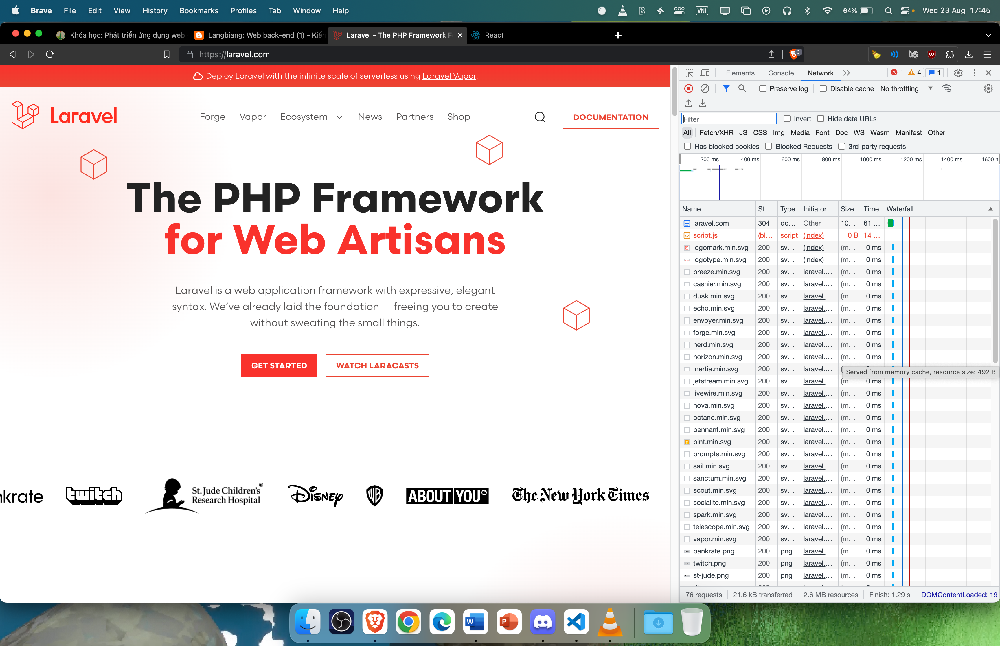 Brave File Edit View History Bookmarks Profiles Tab Window Help VNI 64% Wed 23 Aug 17:45
Khóa học: Phát triển ứng dụng web Langbiang: Web back-end (1) - Kiến Laravel - The PHP Framework F React
https://laravel.com 3
Deploy Laravel with the infinite scale of serverless using Laravel Vapor.
Laravel Forge Vapor Ecosystem News Partners Shop DOCUMENTATION
The PHP Framework
for Web Artisans
Laravel is a web application framework with expressive, elegant
syntax. We’ve already laid the foundation — freeing you to create
without sweating the small things.
GET STARTED WATCH LARACASTS
nkrate twitch St. Jude Children's Research Hospital® Disney WB ABOUT YOU The New York Times
Elements Console Network 1 4 1
Preserve log Disable cache No throttling
Filter Invert Hide data URLs
All Fetch/XHR JS CSS Img Media Font Doc WS Wasm Manifest Other
Has blocked cookies Blocked Requests 3rd-party requests
200 ms 400 ms 600 ms 800 ms 1000 ms 1200 ms 1400 ms 1600 m
Name St... Type Initiator Size Time Waterfall
laravel.com 304 do... Other 10... 61 ...
script.js (bl... script (index) 0 B 14 ...
logomark.min.svg 200 sv... (index) (m... 0 ms
logotype.min.svg 200 sv... (index) (m... 0 ms
breeze.min.svg 200 sv... laravel.... (m... 0 ms
cashier.min.svg 200 sv... laravel.... (m... 0 ms
dusk.min.svg 200 sv... laravel.... (m... 0 ms
echo.min.svg 200 sv... laravel.... (m... 0 ms
envoyer.min.svg 200 sv... laravel.... (m... 0 ms
forge.min.svg 200 sv... laravel.... (m... 0 ms
herd.min.svg 200 sv... laravel.... (m... 0 ms
horizon.min.svg 200 sv... laravel.... (m... 0 ms
inertia.min.svg 200 sv... laravel.... ( Served from memory cache, resource size: 492 B
jetstream.min.svg 200 sv... laravel.... (m... 0 ms
livewire.min.svg 200 sv... laravel.... (m... 0 ms
nova.min.svg 200 sv... laravel.... (m... 0 ms
octane.min.svg 200 sv... laravel.... (m... 0 ms
pennant.min.svg 200 sv... laravel.... (m... 0 ms
pint.min.svg 200 sv... laravel.... (m... 0 ms
prompts.min.svg 200 sv... laravel.... (m... 0 ms
sail.min.svg 200 sv... laravel.... (m... 0 ms
sanctum.min.svg 200 sv... laravel.... (m... 0 ms
scout.min.svg 200 sv... laravel.... (m... 0 ms
socialite.min.svg 200 sv... laravel.... (m... 0 ms
spark.min.svg 200 sv... laravel.... (m... 0 ms
telescope.min.svg 200 sv... laravel.... (m... 0 ms
vapor.min.svg 200 sv... laravel.... (m... 0 ms
bankrate.png 200 png laravel.... (m... 0 ms
twitch.png 200 png laravel.... (m... 0 ms
st-jude.png 200 png laravel.... (m... 0 ms
76 requests 21.6 kB transferred 2.6 MB resources Finish: 1.29 s DOMContentLoaded: 19